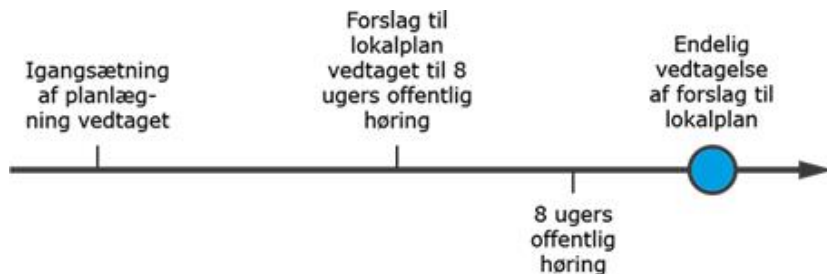 Igangsætning
af planlæg-
ning vedtaget
Forslag til
lokalplan
vedtaget til 8
ugers offentlig
høring
8 ugers
offentlig
høring
Endelig
vedtagelse
af forslag til
lokalplan